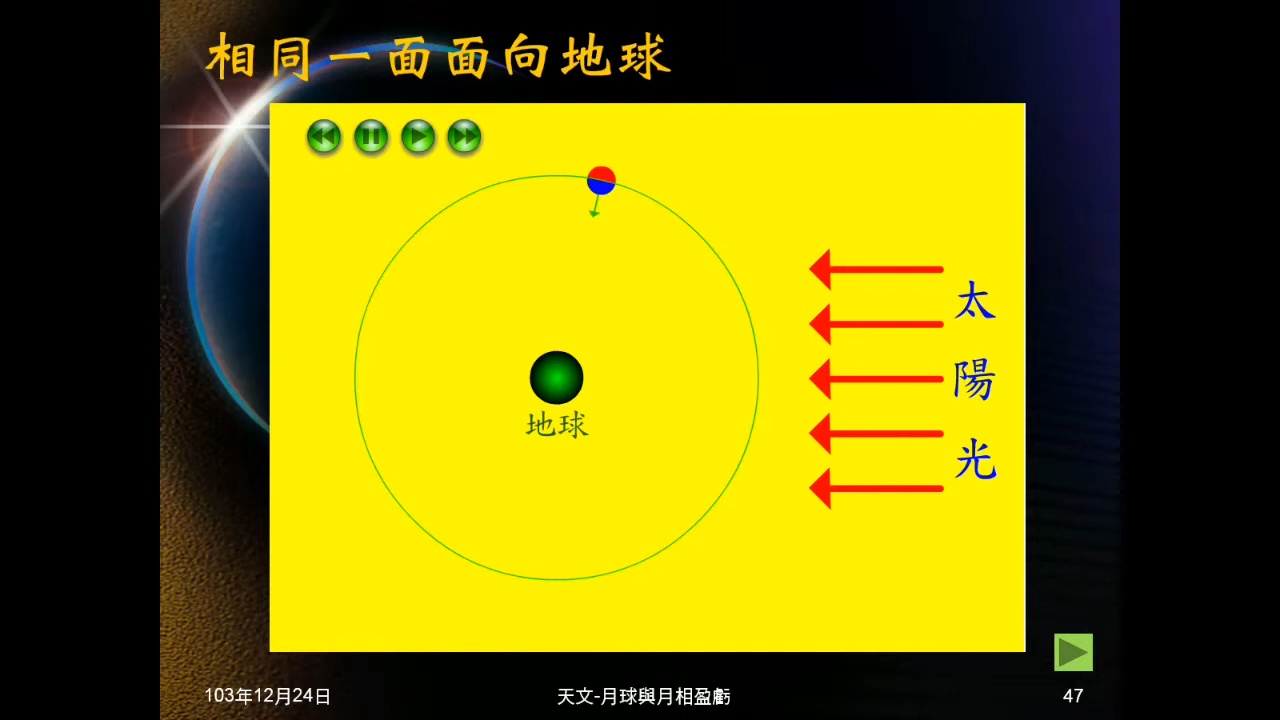 相同一面面向地球
太陽光
地球
103年12月24日
天文-月球與月相盈虧
47